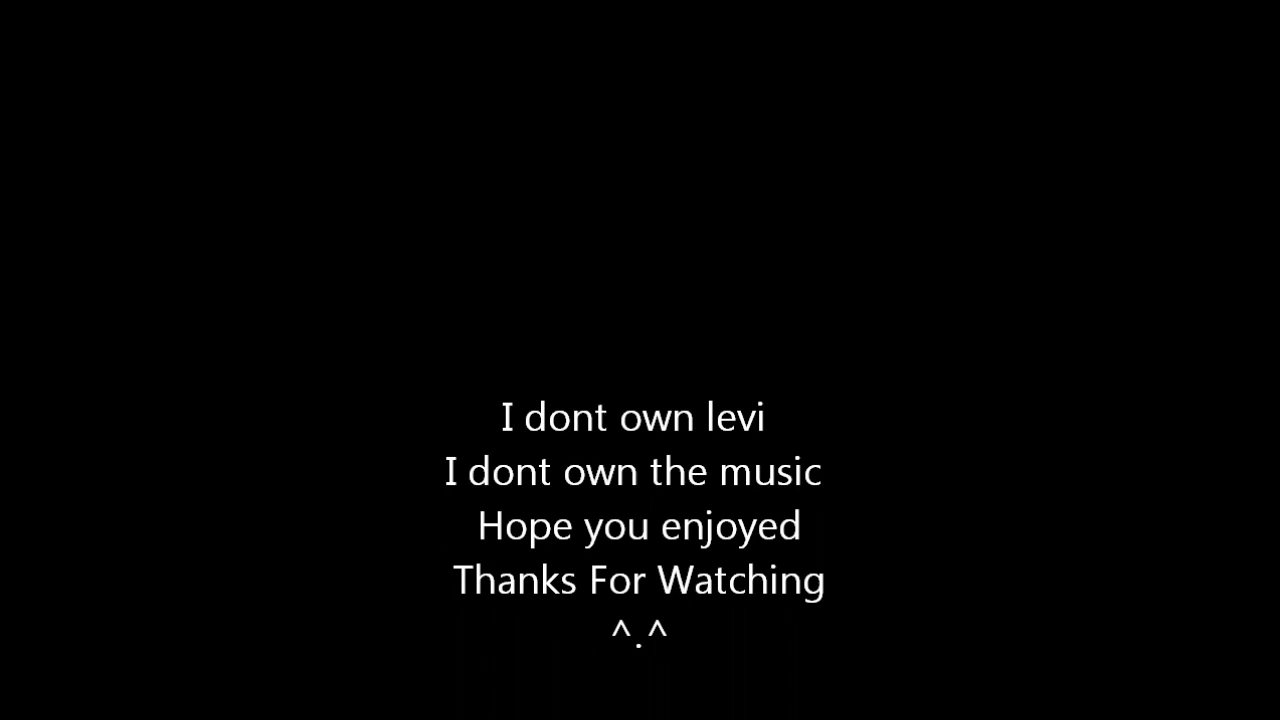 I dont own levi
I dont own the music
Hope you enjoyed
Thanks For Watching
^.^